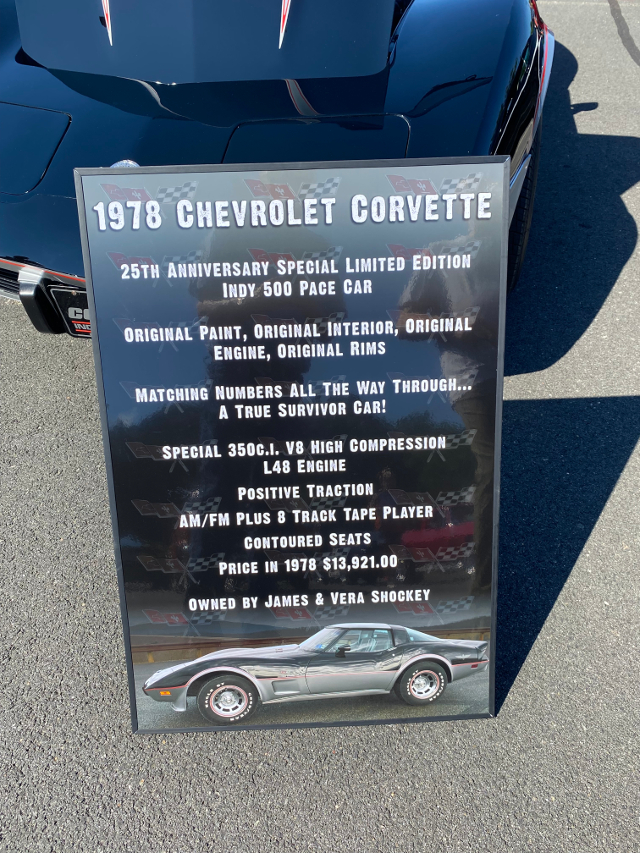 1978 CHEVROLET CORVETTE
25TH ANNIVERSARY SPECIAL LIMITED EDITION
INDY 500 PACE CAR
ORIGINAL PAINT, ORIGINAL INTERIOR, ORIGINAL
ENGINE, ORIGINAL RIMS
MATCHING NUMBERS ALL THE WAY THROUGH...
A TRUE SURVIVOR CAR!
SPECIAL 350C.I. V8 HIGH COMPRESSION
L48 ENGINE
POSITIVE TRACTION
AM/FM PLUS 8 TRACK TAPE PLAYER
CONTOURED SEATS
PRICE IN 1978 $13,921.00
OWNED BY JAMES & VERA SHOCKEY